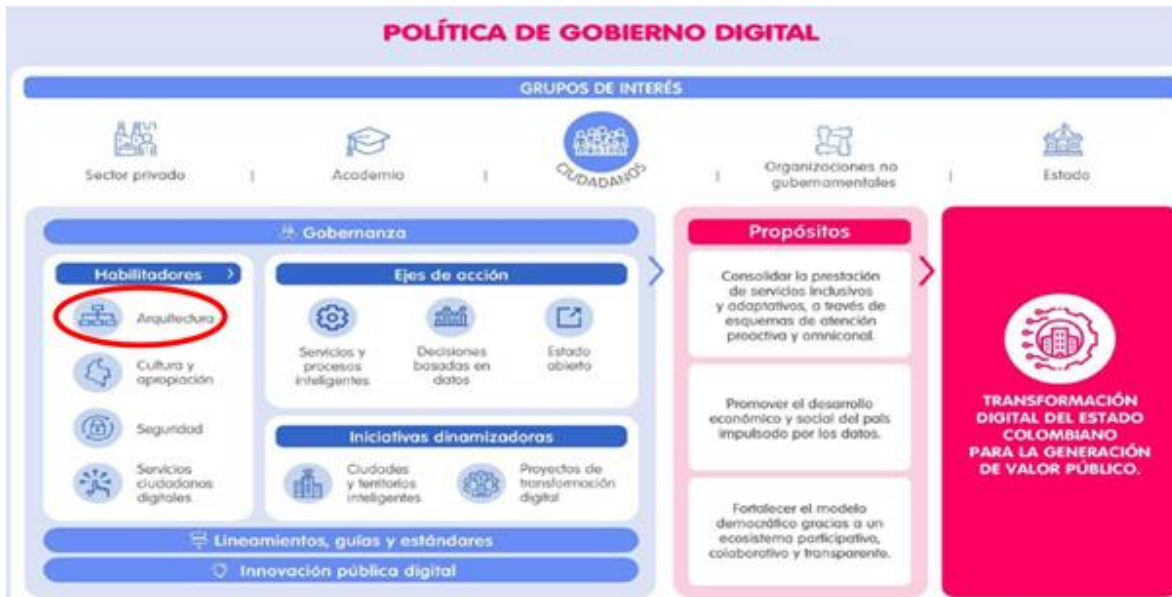 POLÍTICA DE GOBIERNO DIGITAL
GRUPOS DE INTERÉS
Sector privado
Academia
CIUDADANOS
Organizaciones no
gubernamentales
Estado
Gobernanza
Habilitadores
Arquitectura
Cultura y
apropiación
Seguridad
Servicios
ciudadanos
digitales
Ejes de acción
Servicios y
procesos
inteligentes
Decisiones
basadas en
datos
Estado
abierto
Iniciativas dinamizadoras
Ciudades
y territorios
inteligentes
Proyectos de
transformación
digital
Lineamientos, guías y estándares
Innovación pública digital
Propósitos
Consolidar la prestación
de servicios inclusivos
y adaptativos, a través de
esquemas de atención
proactiva y omnicanal.
Promover el desarrollo
económico y social del país
impulsado por los datos.
Fortalecer el modelo
democrático gracias a un
ecosistema participativo,
colaborativo y transparente.
TRANSFORMACIÓN
DIGITAL DEL ESTADO
COLOMBIANO
PARA LA GENERACIÓN
DE VALOR PÚBLICO.